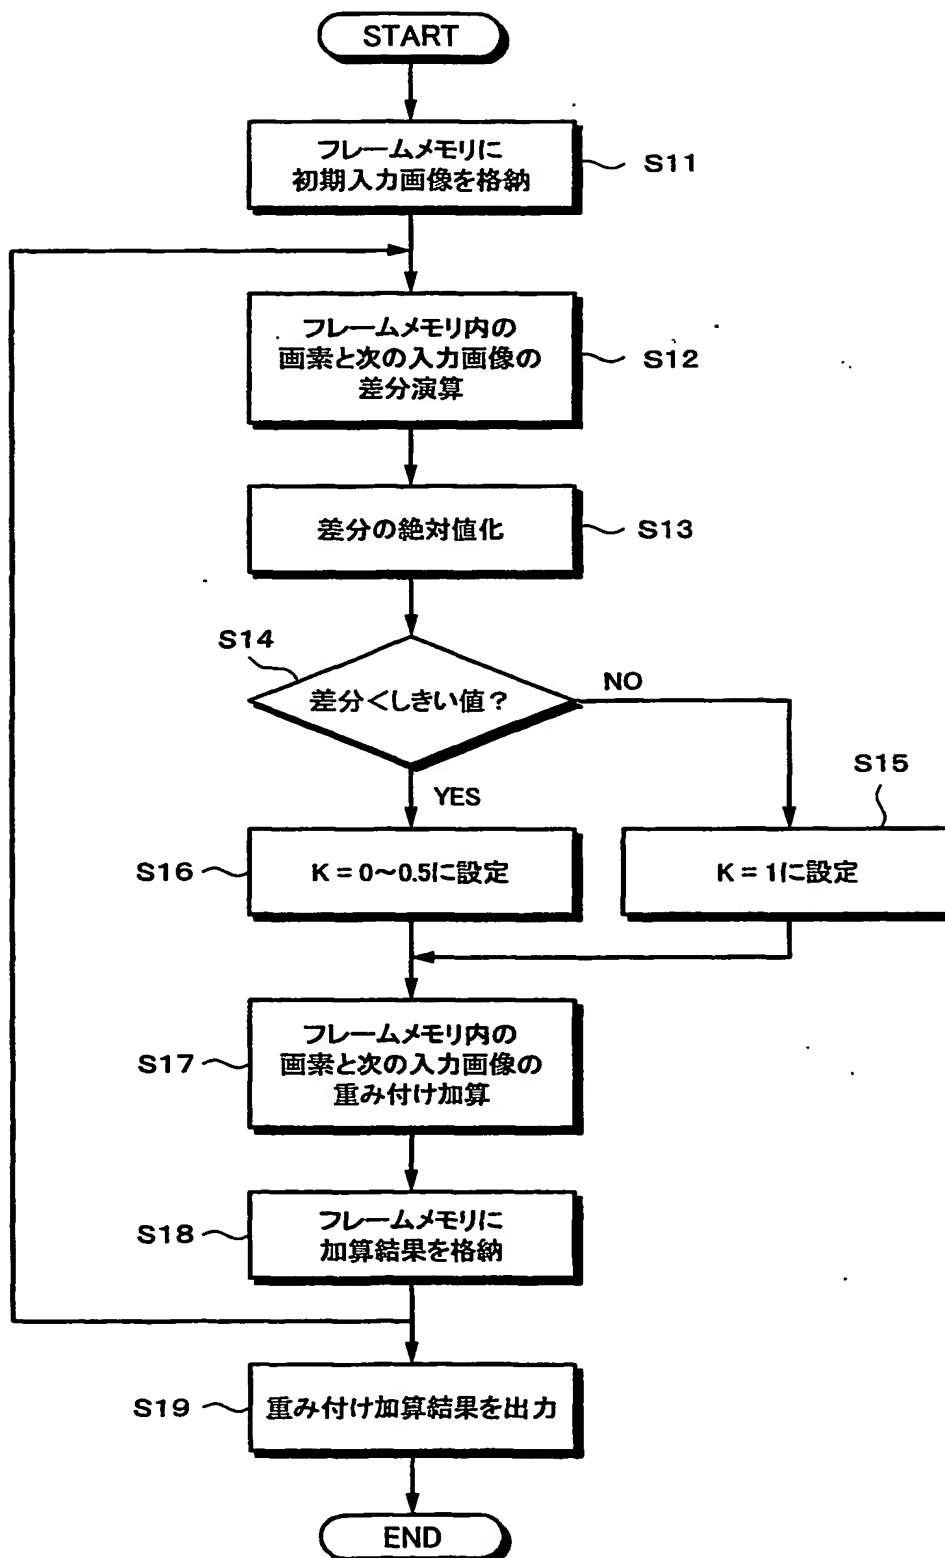 START
フレームメモリに
初期入力画像を格納
S11
フレームメモリ内の
画素と次の入力画像の
差分演算
S12
差分の絶対値化
S13
S14
差分<しきい値?
NO
YES
S15
S16
K = 0~0.5に設定
K = 1に設定
S17
フレームメモリ内の
画素と次の入力画像の
重み付け加算
S18
フレームメモリに
加算結果を格納
S19
重み付け加算結果を出力
END